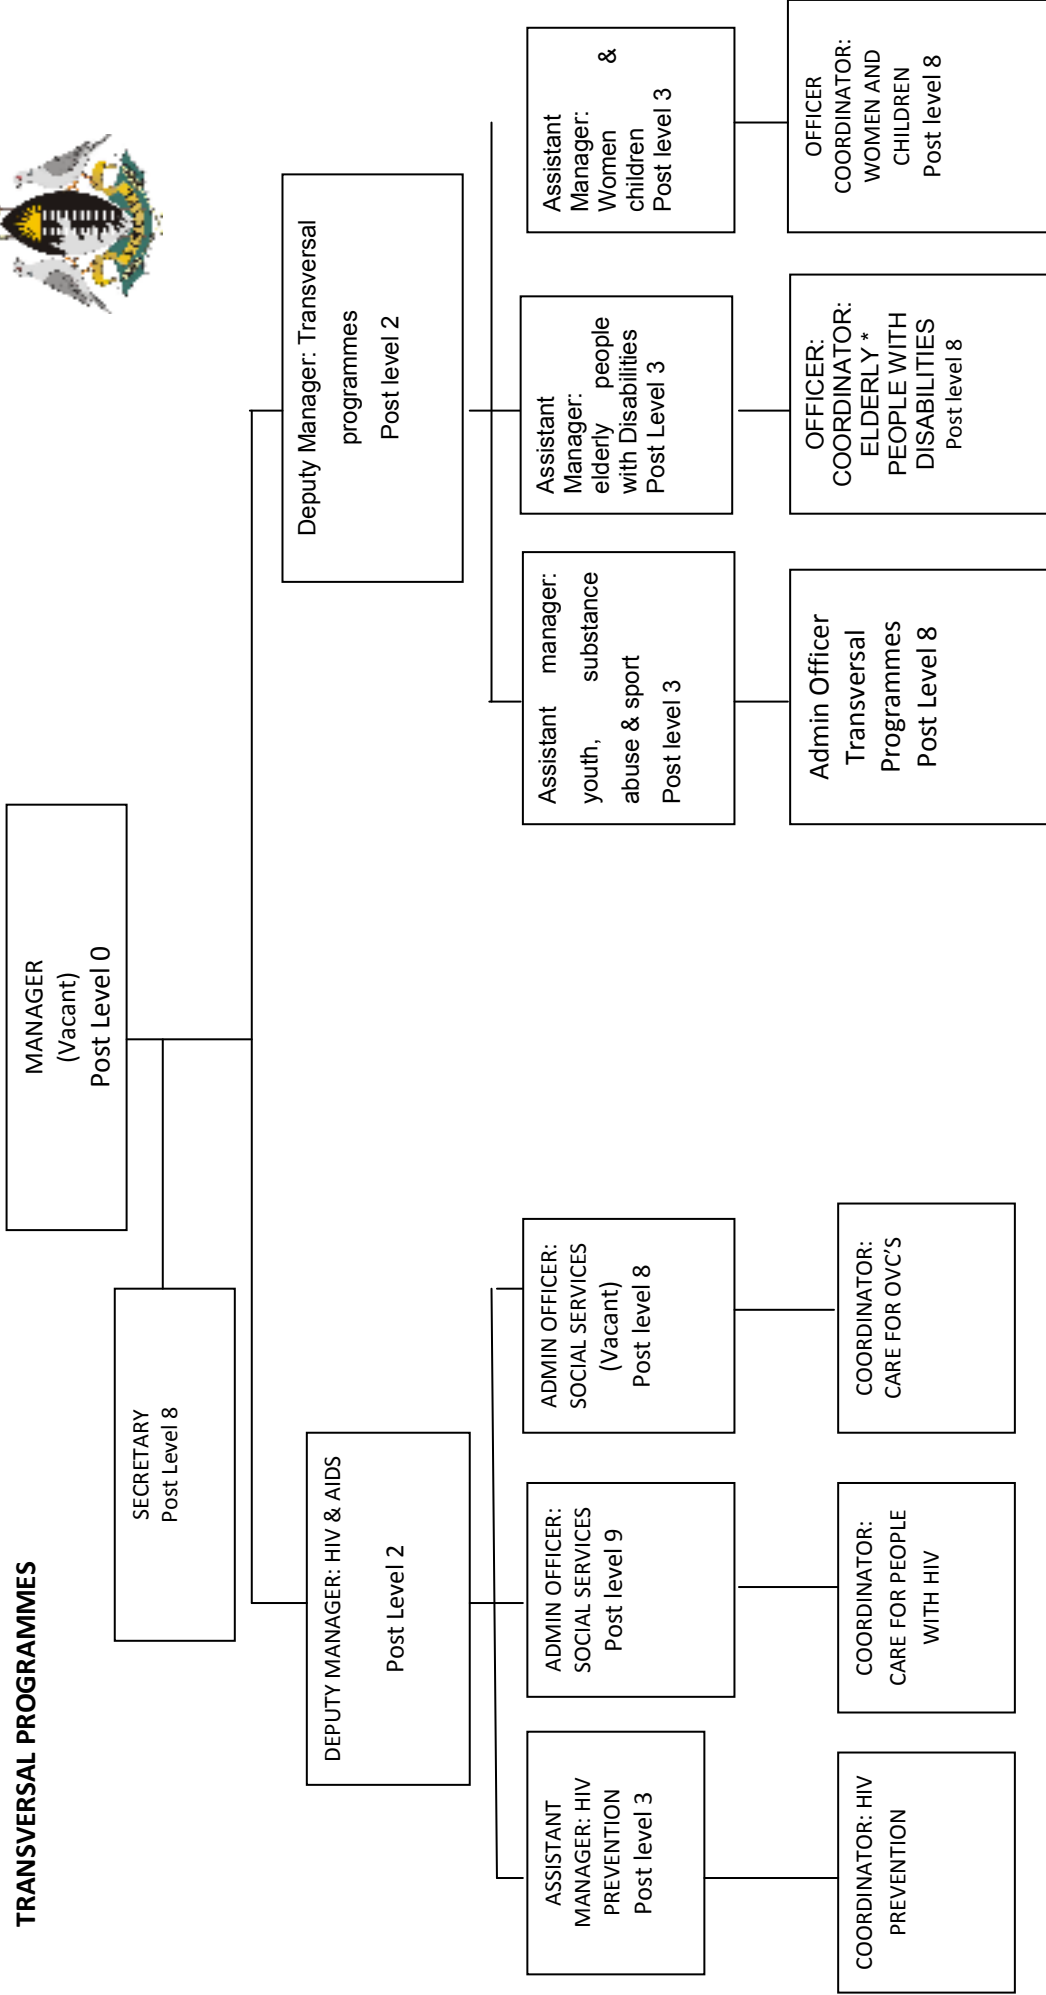 TRANSVERSAL PROGRAMMES
MANAGER
(Vacant)
Post Level 0
SECRETARY
Post Level 8
DEPUTY MANAGER: HIV & AIDS
Post Level 2
Deputy Manager: Transversal
programmes
Post level 2
ASSISTANT
MANAGER: HIV
PREVENTION
Post level 3
ADMIN OFFICER:
SOCIAL SERVICES
Post level 9
ADMIN OFFICER:
SOCIAL SERVICES
(Vacant)
Post level 8
Assistant manager:
youth, substance
abuse & sport
Post level 3
Assistant
Manager:
elderly people
with Disabilities
Post Level 3
Assistant
Manager:
Women &
children
Post level 3
COORDINATOR: HIV
PREVENTION
COORDINATOR:
CARE FOR PEOPLE
WITH HIV
COORDINATOR:
CARE FOR OVC’S
Admin Officer
Transversal
Programmes
Post Level 8
OFFICER:
COORDINATOR:
ELDERLY *
PEOPLE WITH
DISABILITIES
Post level 8
OFFICER
COORDINATOR:
WOMEN AND
CHILDREN
Post level 8